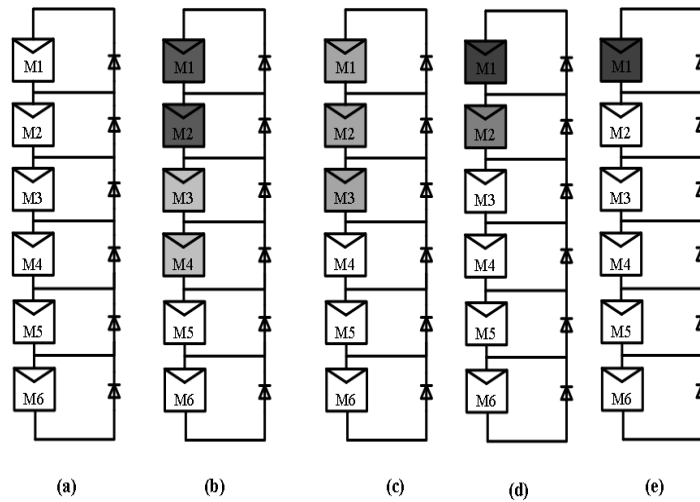 M1 M1 M1 M1 M1
M2 M2 M2 M2 M2
M3 M3 M3 M3 M3
M4 M4 M4 M4 M4
M5 M5 M5 M5 M5
M6 M6 M6 M6 M6
(a) (b) (c) (d) (e)